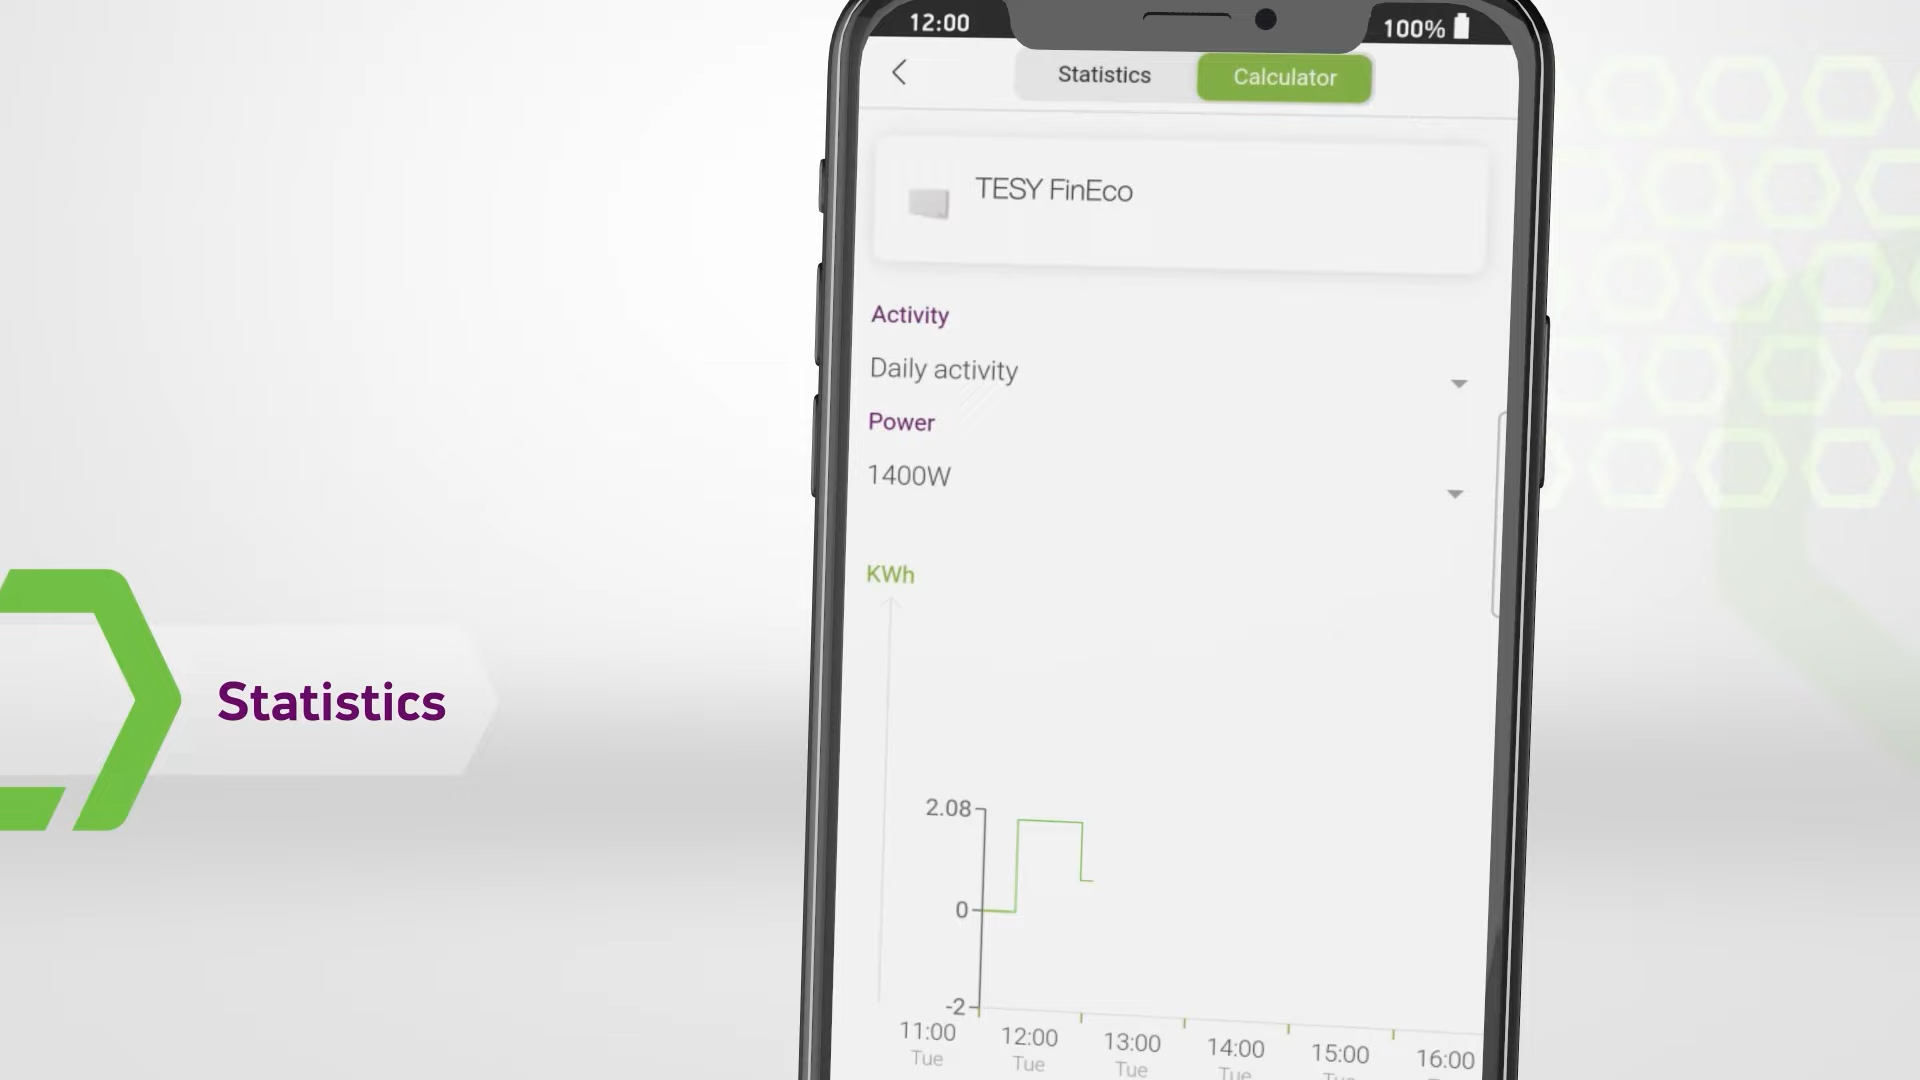 12:00
100%
Statistics Calculator
TESY FinEco
Activity
Daily activity
Power
1400W
KWh
Statistics
2.08
0
-2
11:00 12:00 13:00 14:00 15:00 16:00
Tue Tue Tue Tue